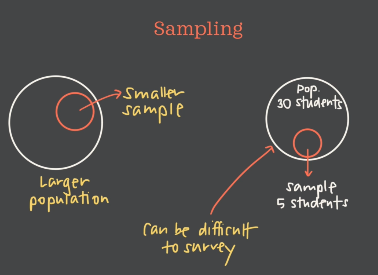 Sampling
Smaller
sample
Larger
population
Pop.
30 students
sample
5 students
Can be difficult
to survey